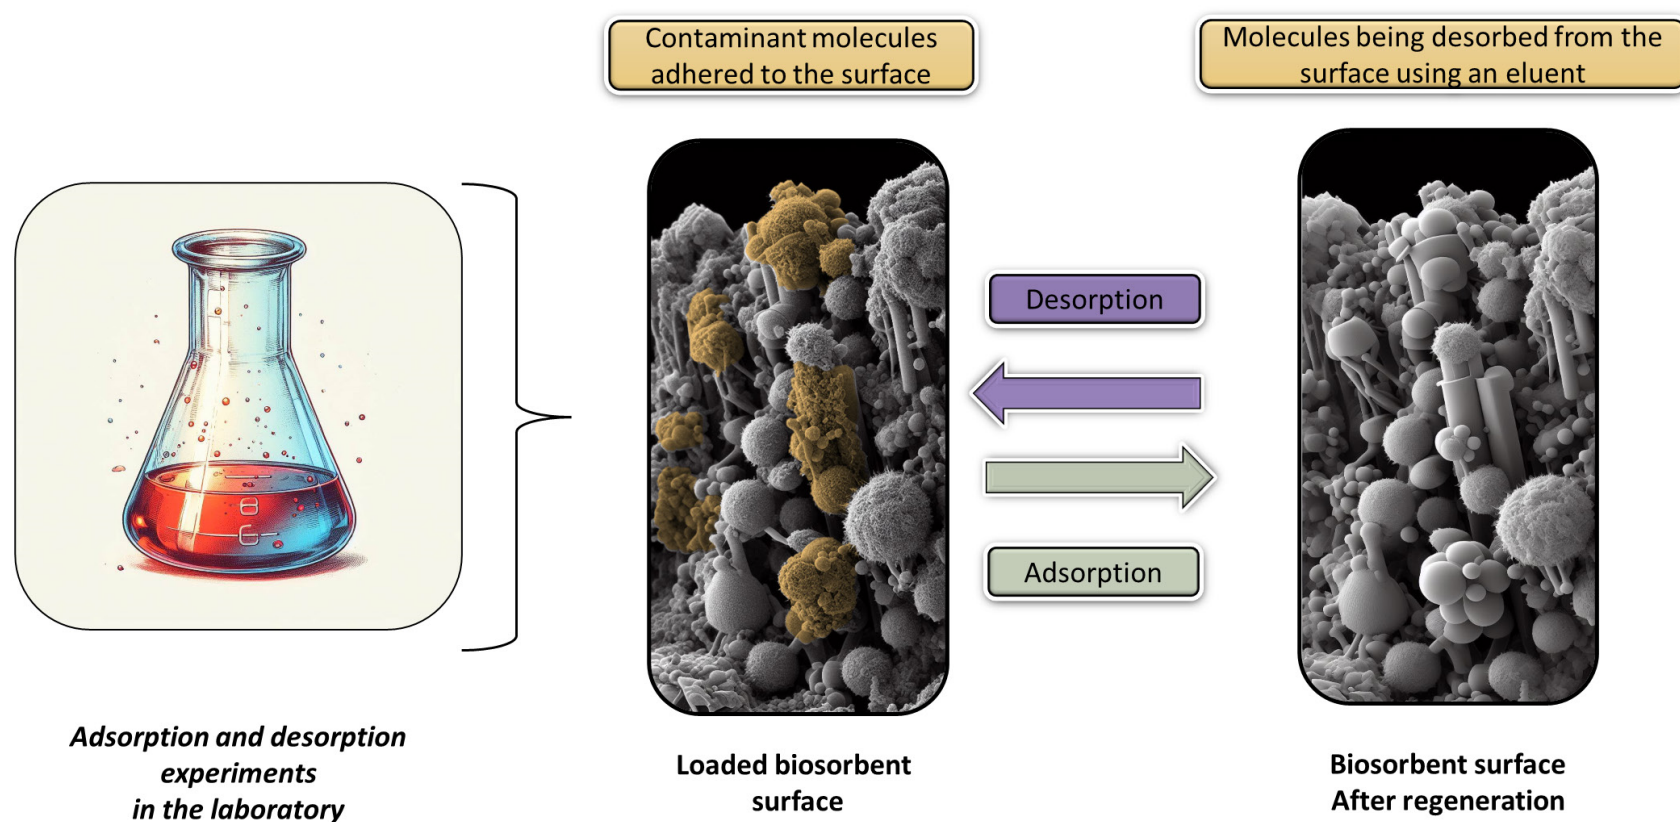 Contaminant molecules
adhered to the surface
Molecules being desorbed from the
surface using an eluent
Desorption
Adsorption
Adsorption and desorption
experiments
in the laboratory
Loaded biosorbent
surface
Biosorbent surface
After regeneration